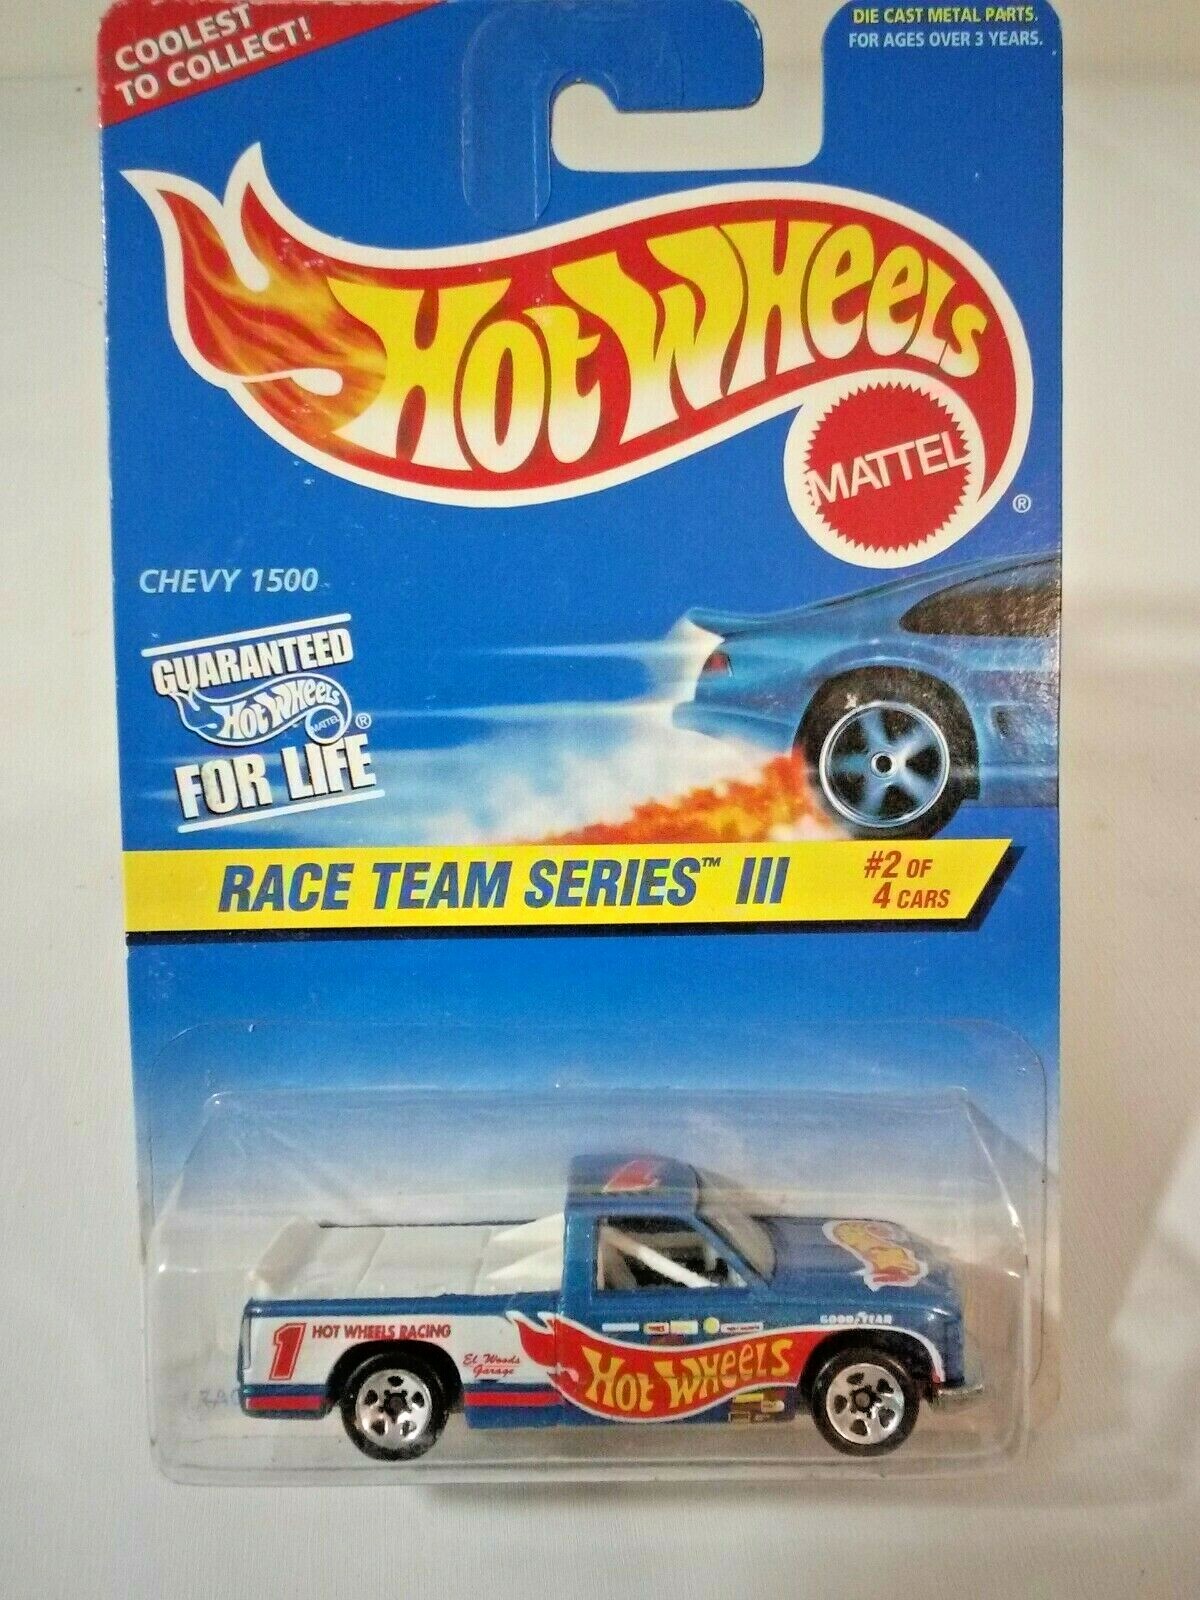 COOLEST
TO COLLECT!
DIE CAST METAL PARTS.
FOR AGES OVER 3 YEARS.
HOT WHEELS
MATTEL
®
CHEVY 1500
GUARANTEED
HOT WHEELS
MATTEL
®
FOR LIFE
RACE TEAM SERIES™ III
#2 OF
4 CARS
1 HOT WHEELS RACING
El Woods
Garage
GOODYEAR
HOT WHEELS